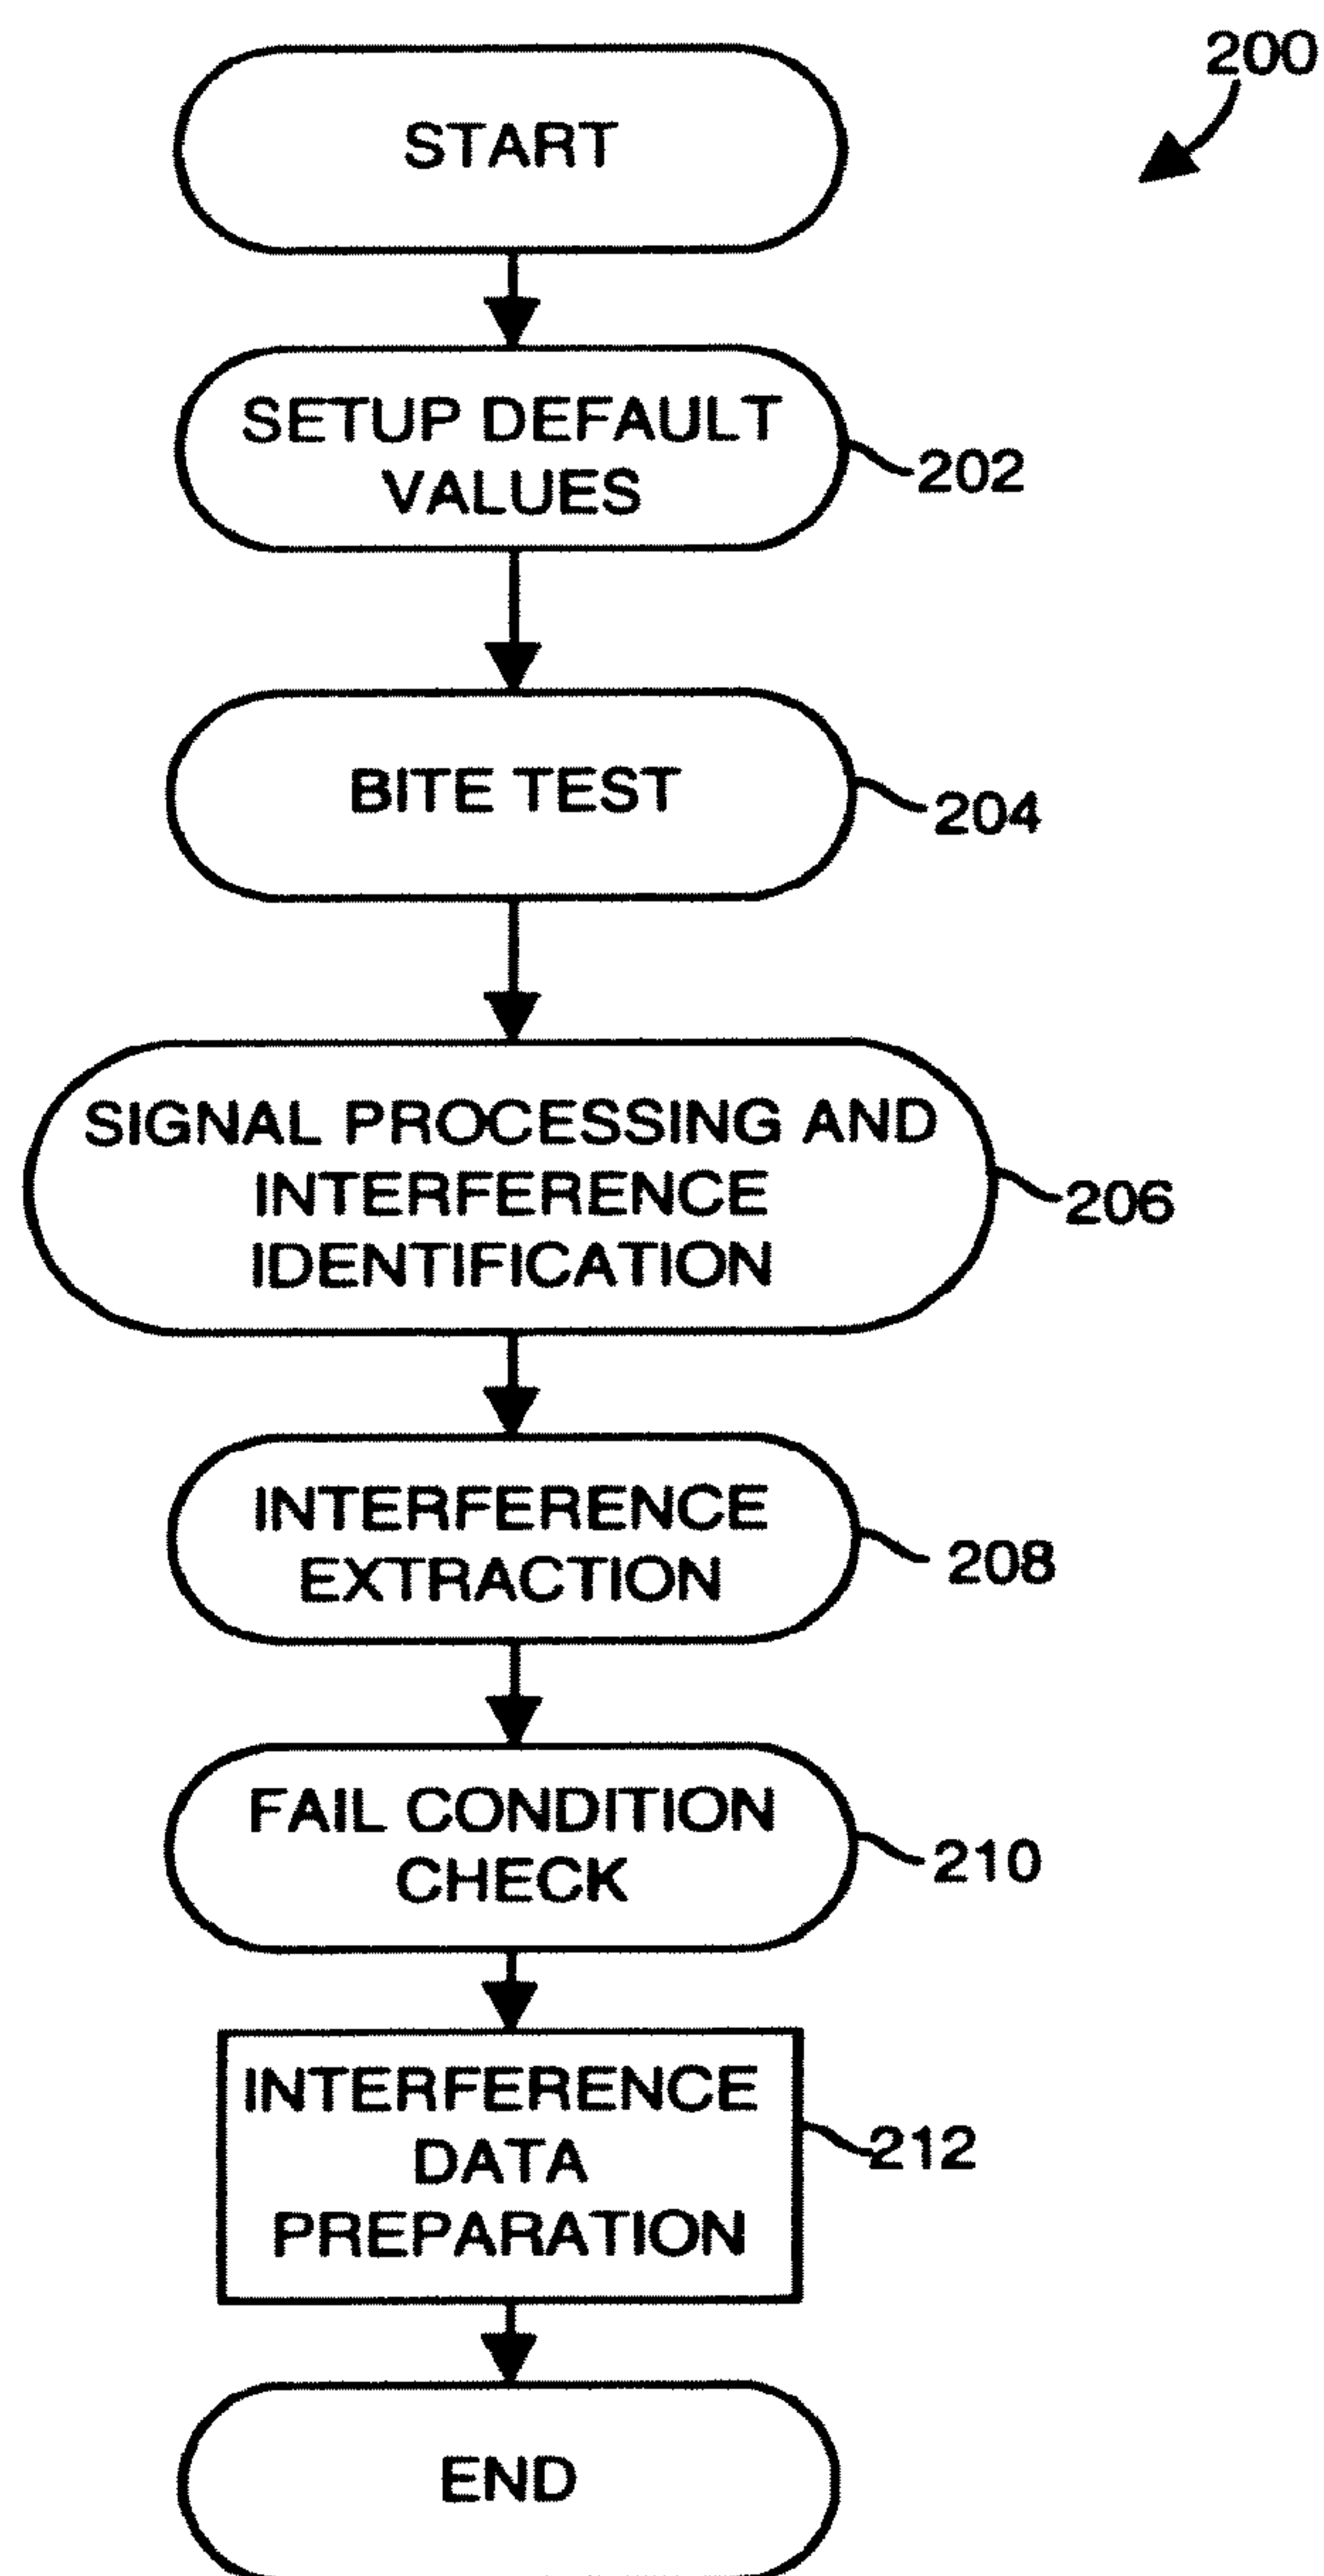 200
START
SETUP DEFAULT
VALUES
202
BITE TEST
204
SIGNAL PROCESSING AND
INTERFERENCE
IDENTIFICATION
206
INTERFERENCE
EXTRACTION
208
FAIL CONDITION
CHECK
210
INTERFERENCE
DATA
PREPARATION
212
END